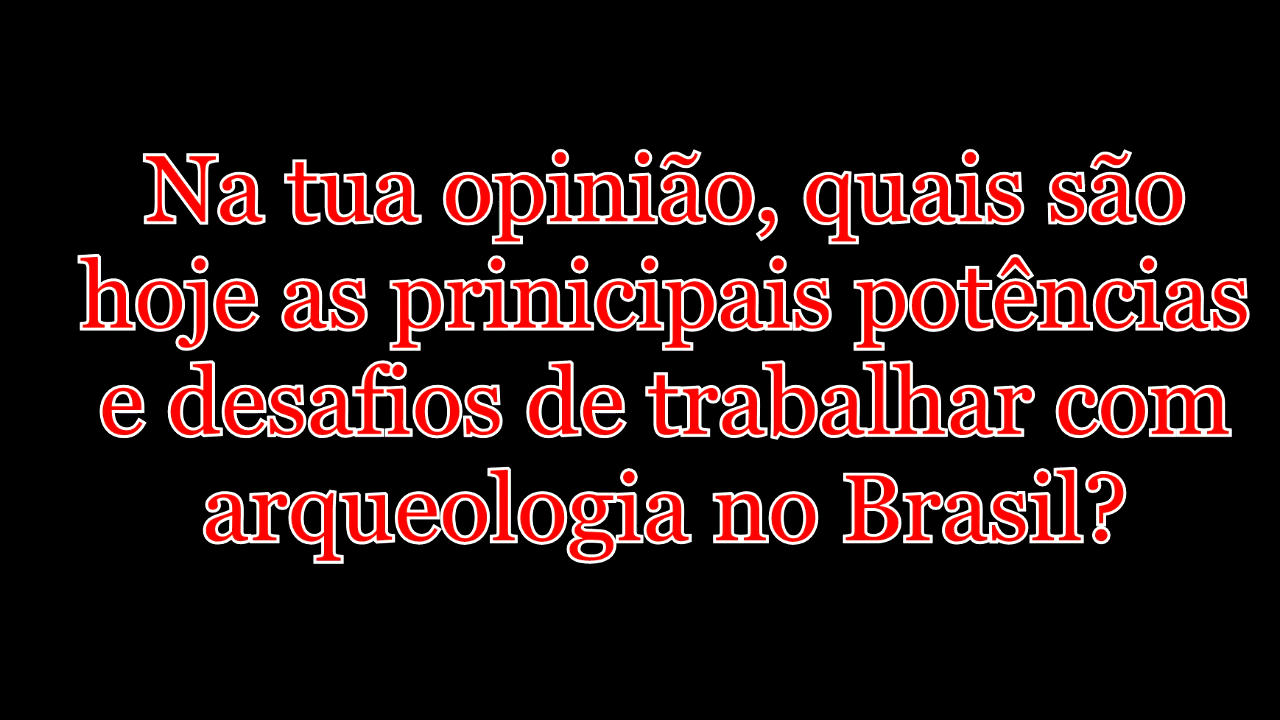 Na tua opinião, quais são
hoje as prinicipais potências
e desafios de trabalhar com
arqueologia no Brasil?